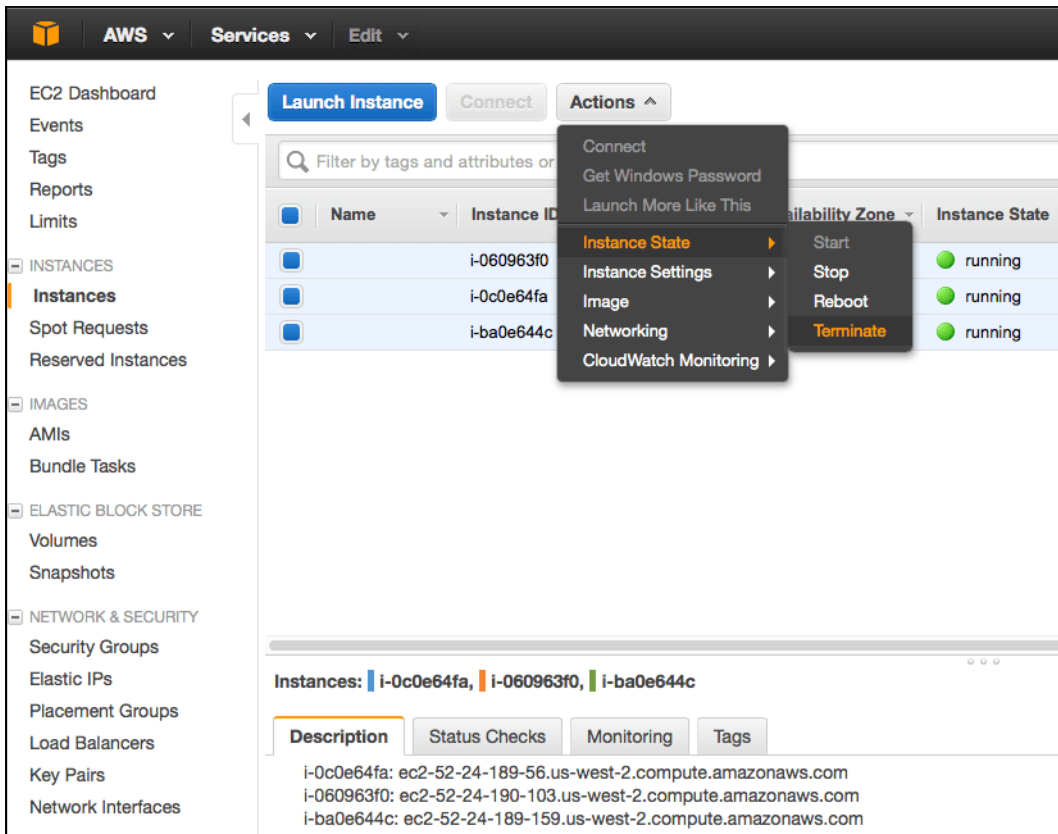 AWS Services Edit
EC2 Dashboard
Events
Tags
Reports
Limits
INSTANCES
Instances
Spot Requests
Reserved Instances
IMAGES
AMIs
Bundle Tasks
ELASTIC BLOCK STORE
Volumes
Snapshots
NETWORK & SECURITY
Security Groups
Elastic IPs
Placement Groups
Load Balancers
Key Pairs
Network Interfaces
Launch Instance Connect Actions
Filter by tags and attributes or
Connect
Get Windows Password
Launch More Like This
Instance State
Instance Settings
Image
Networking
CloudWatch Monitoring
Start
Stop
Reboot
Terminate
Name Instance ID Zone Instance State
i-060963f0 running
i-0c0e64fa running
i-ba0e644c running
Instances: i-0c0e64fa, i-060963f0, i-ba0e644c
Description Status Checks Monitoring Tags
i-0c0e64fa: ec2-52-24-189-56.us-west-2.compute.amazonaws.com
i-060963f0: ec2-52-24-190-103.us-west-2.compute.amazonaws.com
i-ba0e644c: ec2-52-24-189-159.us-west-2.compute.amazonaws.com